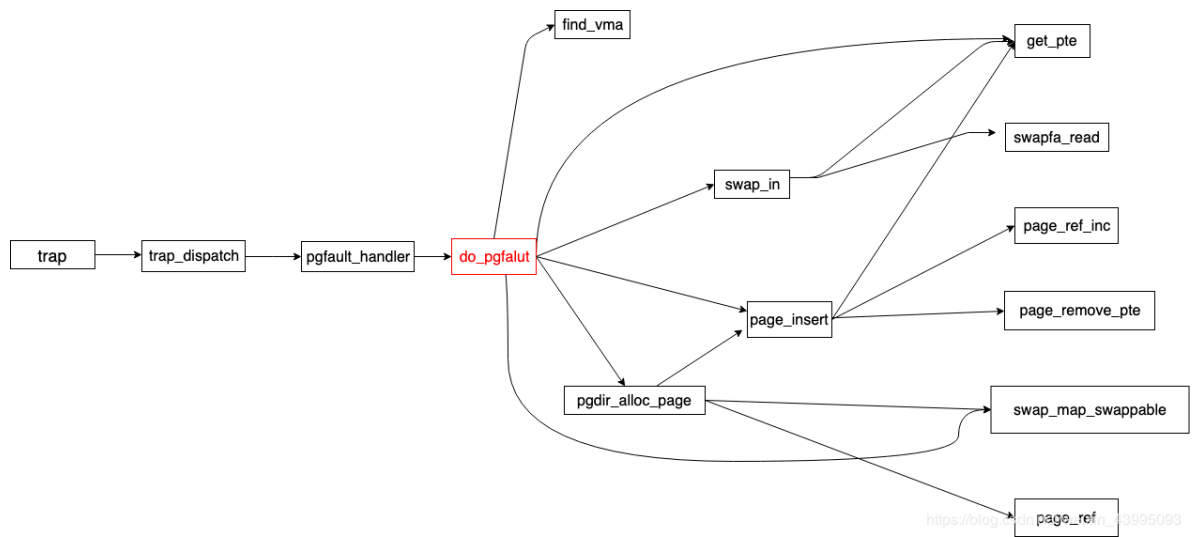 find_vma
get_pte
swapfa_read
swap_in
page_ref_inc
trap
trap_dispatch
pgfault_handler
do_pgfalut
page_insert
page_remove_pte
pgdir_alloc_page
swap_map_swappable
page_ref